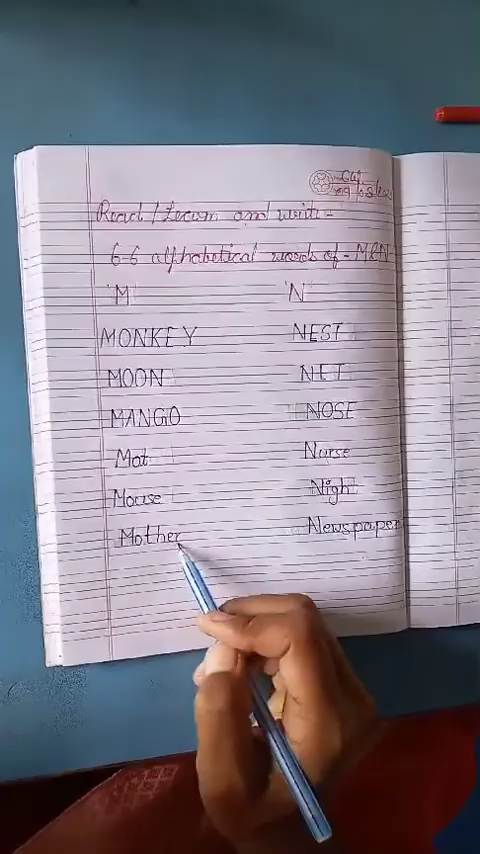 Read / Learn and write -
6-6 alphabetical words of - M & N
'M' 'N'
MONKEY NEST
MOON NET
MANGO NOSE
Mat Nurse
Mouse Night
Mother Newspaper